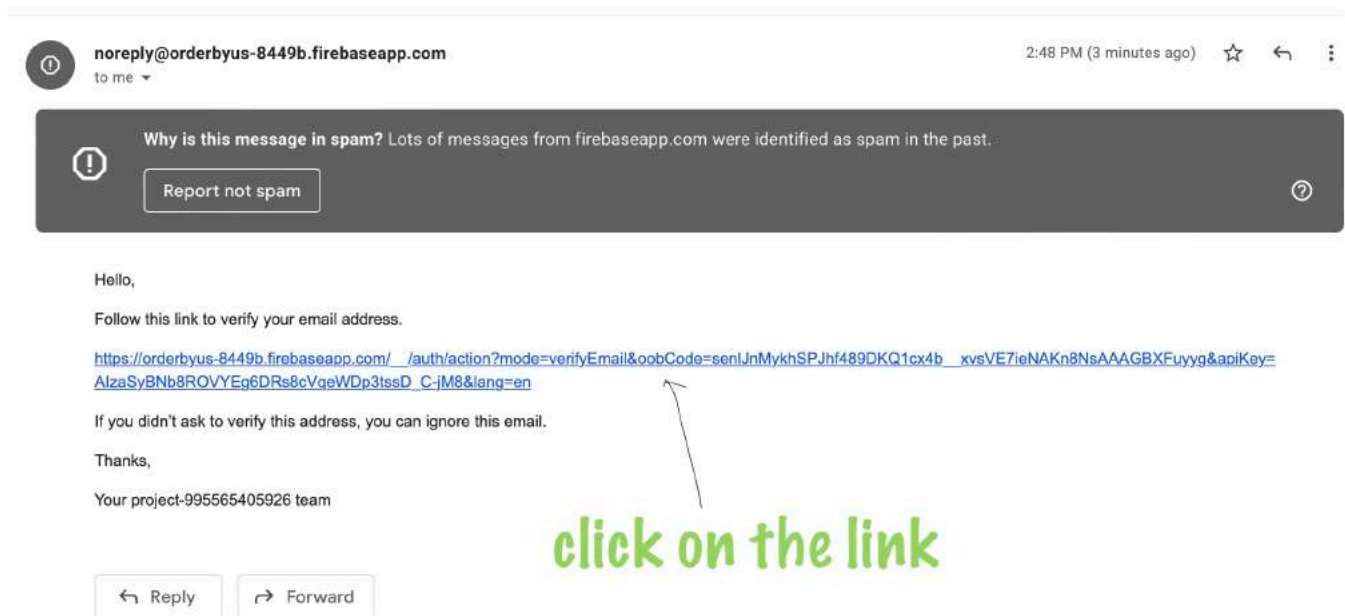 noreply@orderbyus-8449b.firebaseapp.com
2:48 PM (3 minutes ago)
to me
Why is this message in spam? Lots of messages from firebaseapp.com were identified as spam in the past.
Report not spam
Hello,
Follow this link to verify your email address.
https://orderbyus-8449b.firebaseapp.com/__/auth/action?mode=verifyEmail&oobCode=senIJnMykhSPJhf489DKQ1cx4b__xvsVE7ieNAKn8NsAAAGBXFuyyg&apiKey=
AIzaSyBNb8ROVYEg6DRs8cVqeWDp3tssD_C-jM8&lang=en
If you didn't ask to verify this address, you can ignore this email.
Thanks,
Your project-995565405926 team
click on the link
Reply
Forward